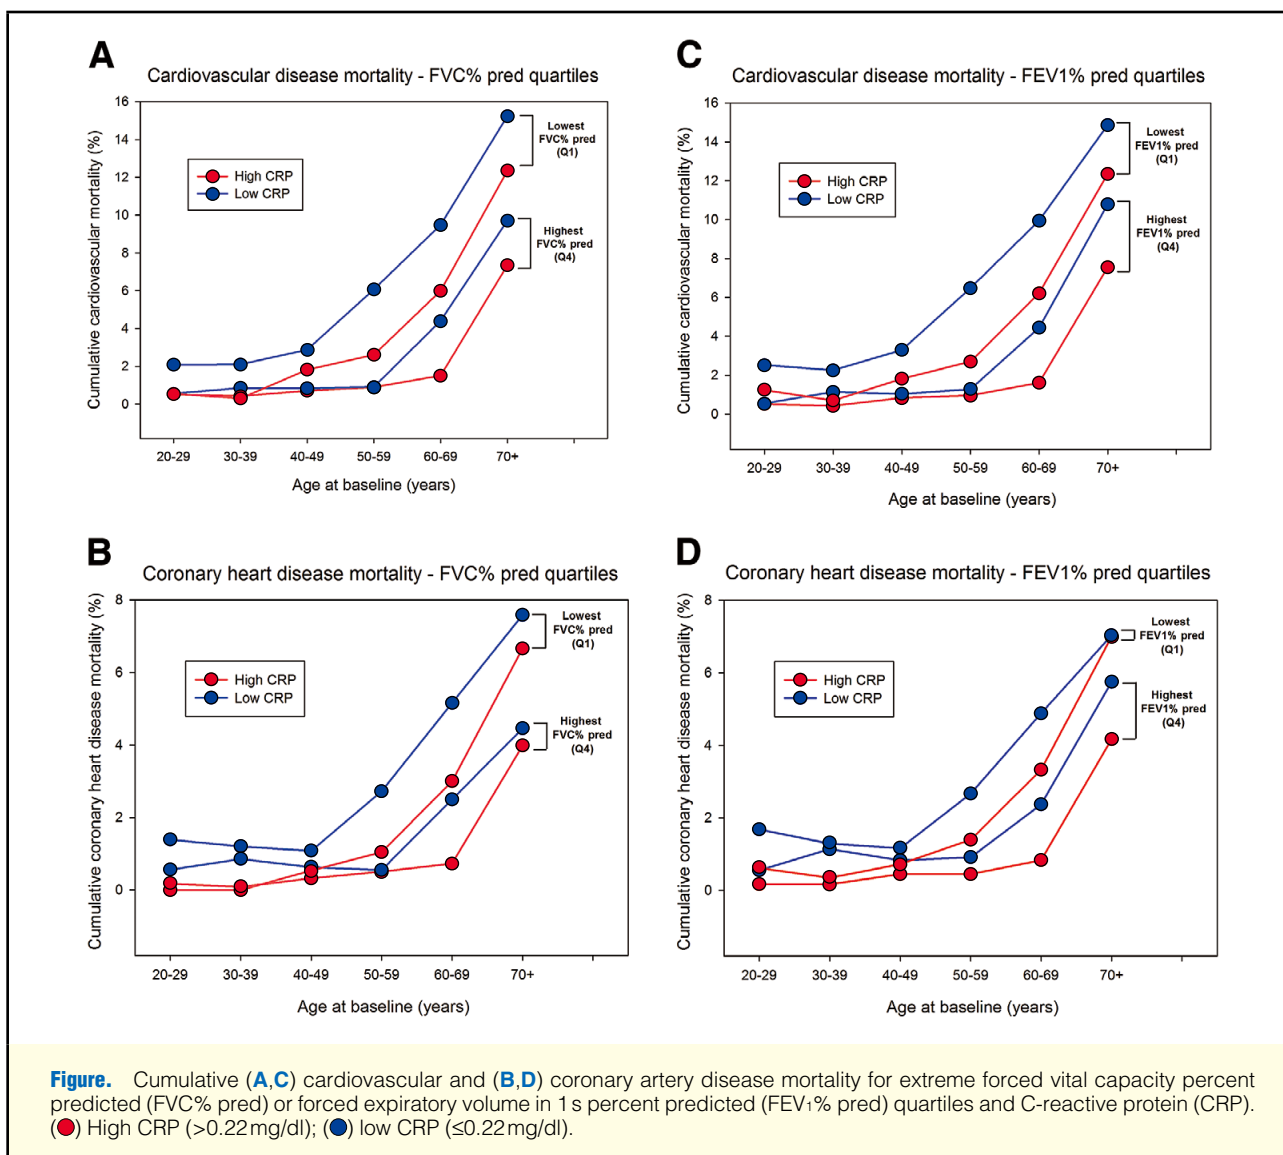 A
Cardiovascular disease mortality - FVC% pred quartiles
Cumulative cardiovascular mortality (%)
16
14
12
10
8
6
4
2
0
High CRP
Low CRP
Lowest
FVC% pred
(Q1)
Highest
FVC% pred
(Q4)
20-29 30-39 40-49 50-59 60-69 70+
Age at baseline (years)
C
Cardiovascular disease mortality - FEV1% pred quartiles
Cumulative cardiovascular mortality (%)
16
14
12
10
8
6
4
2
0
High CRP
Low CRP
Lowest
FEV1% pred
(Q1)
Highest
FEV1% pred
(Q4)
20-29 30-39 40-49 50-59 60-69 70+
Age at baseline (years)
B
Coronary heart disease mortality - FVC% pred quartiles
Cumulative coronary heart disease mortality (%)
8
6
4
2
0
High CRP
Low CRP
Lowest
FVC% pred
(Q1)
Highest
FVC% pred
(Q4)
20-29 30-39 40-49 50-59 60-69 70+
Age at baseline (years)
D
Coronary heart disease mortality - FEV1% pred quartiles
Cumulative coronary heart disease mortality (%)
8
6
4
2
0
High CRP
Low CRP
Lowest
FEV1% pred
(Q1)
Highest
FEV1% pred
(Q4)
20-29 30-39 40-49 50-59 60-69 70+
Age at baseline (years)
Figure. Cumulative (A,C) cardiovascular and (B,D) coronary artery disease mortality for extreme forced vital capacity percent
predicted (FVC% pred) or forced expiratory volume in 1 s percent predicted (FEV₁% pred) quartiles and C-reactive protein (CRP).
(●) High CRP (>0.22 mg/dl); (●) low CRP (≤0.22 mg/dl).